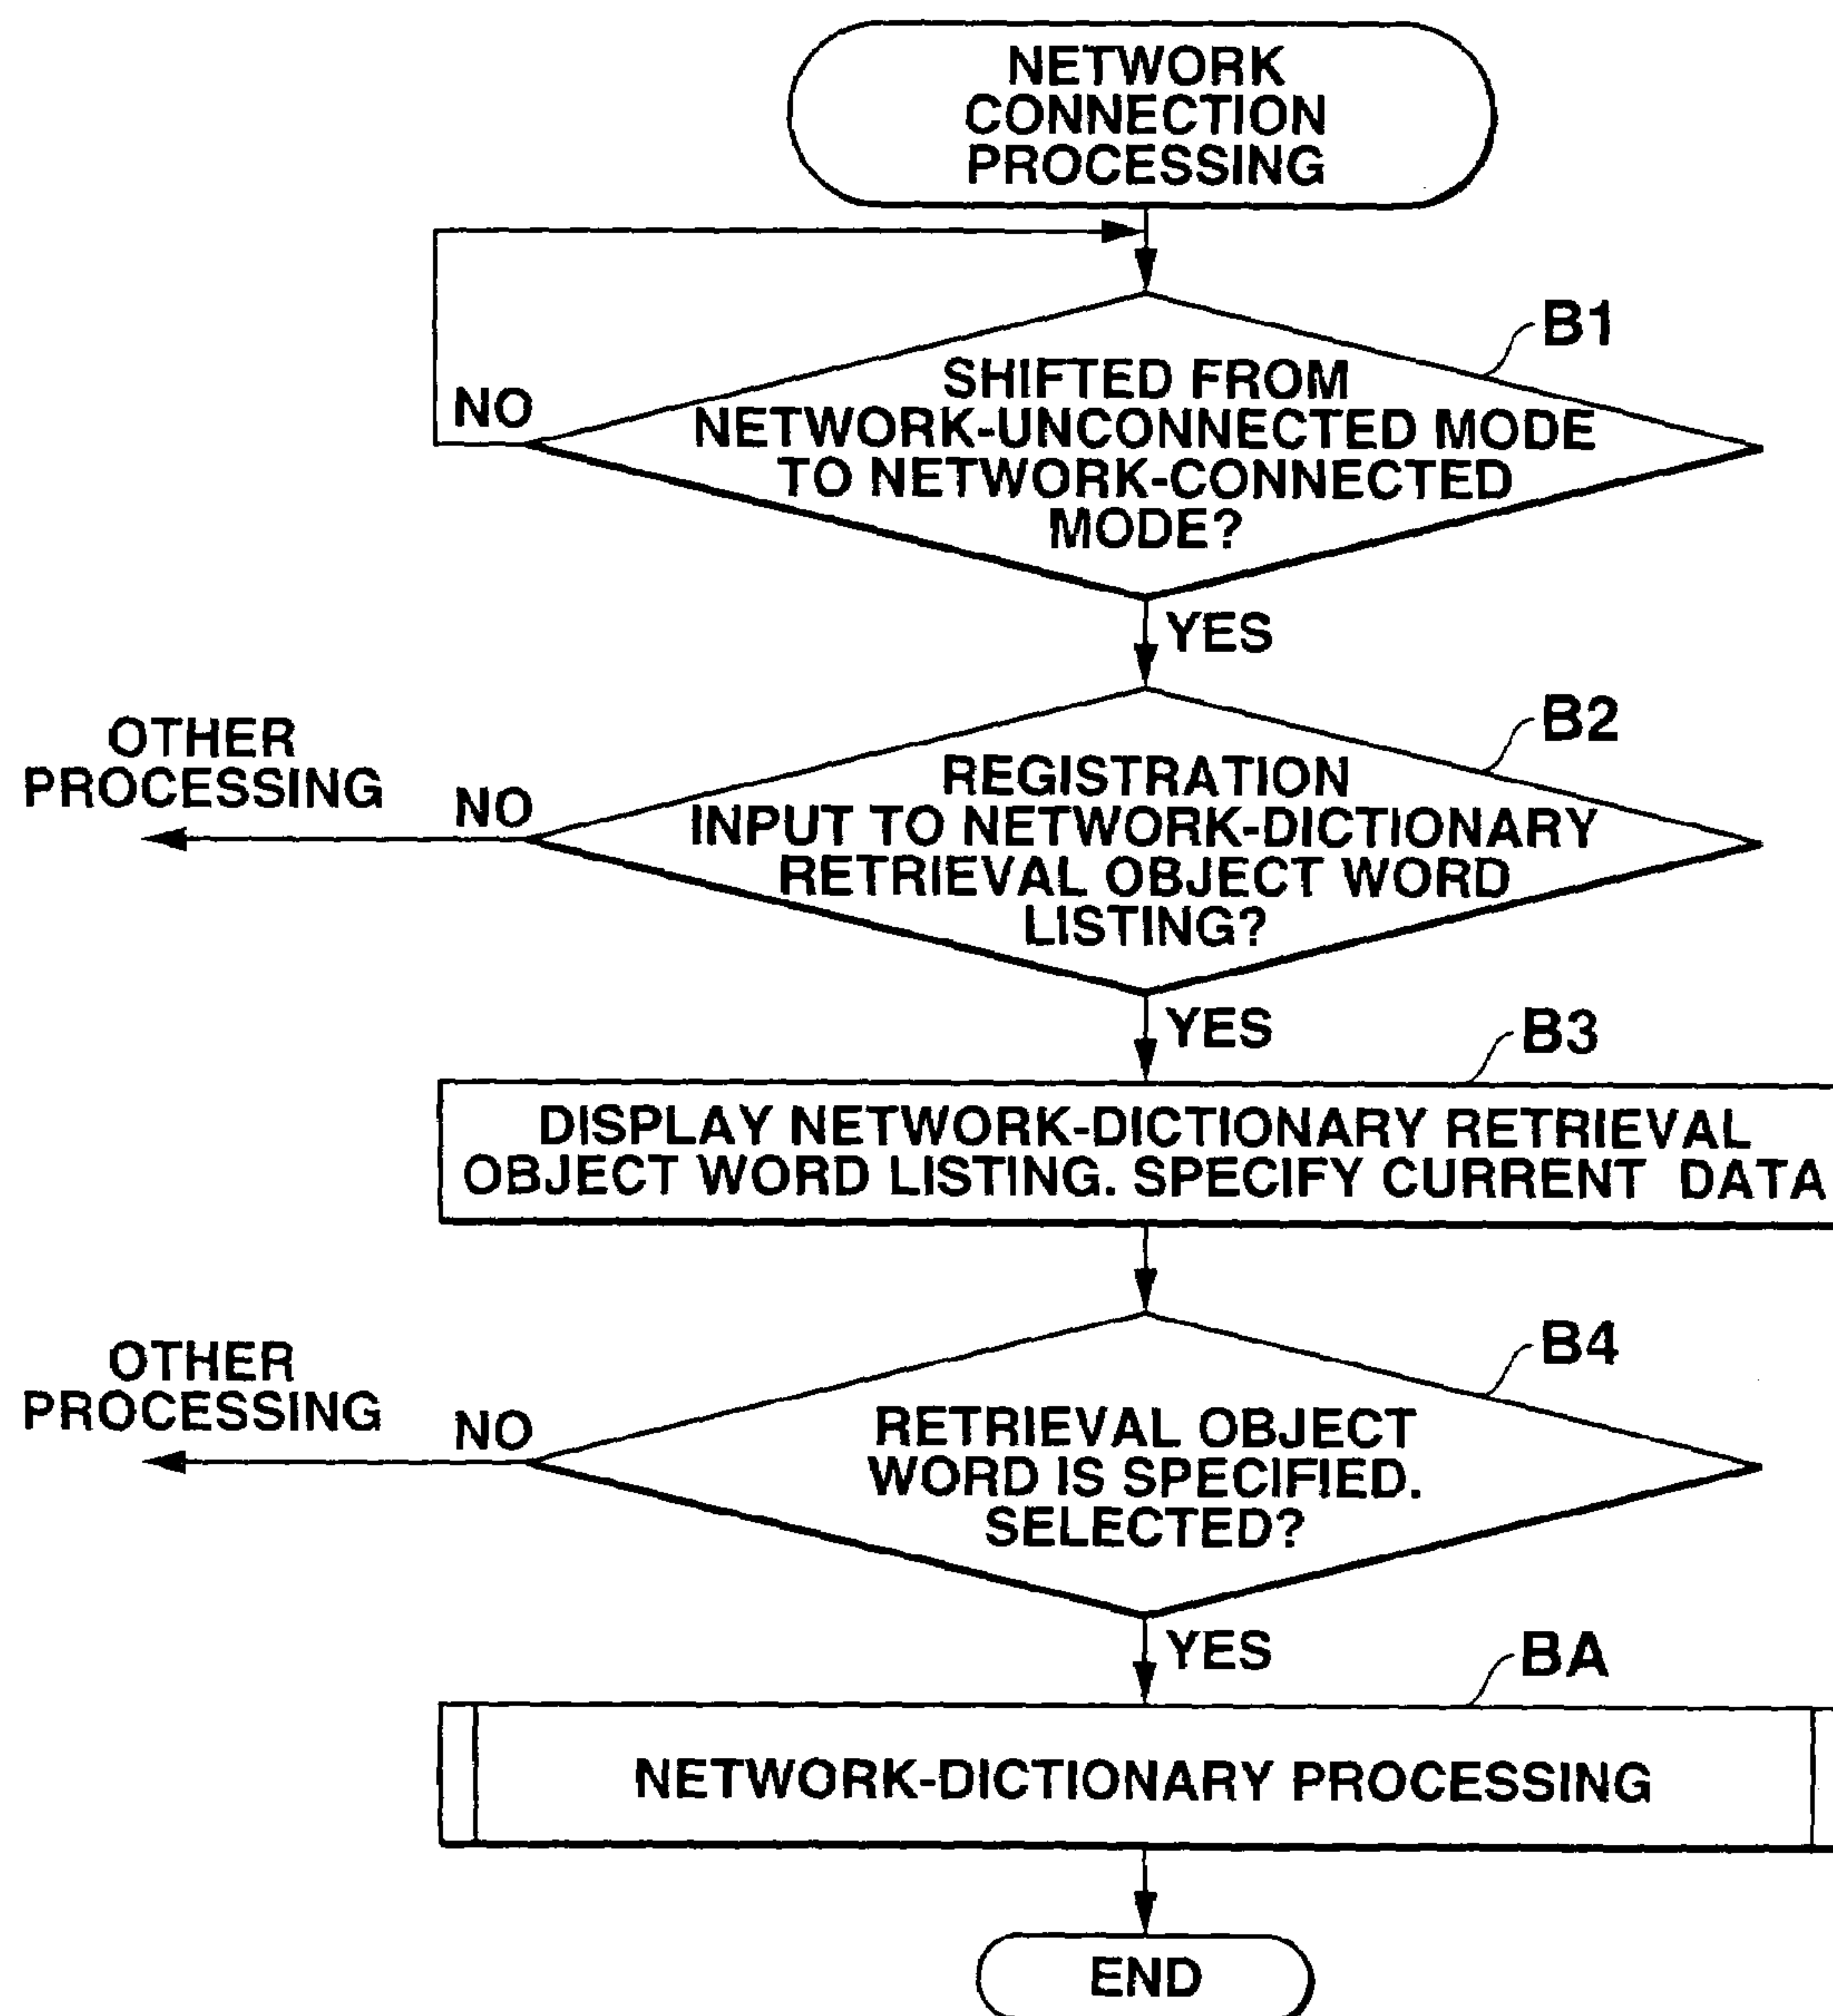 NETWORK
CONNECTION
PROCESSING
B1
SHIFTED FROM
NETWORK-UNCONNECTED MODE
TO NETWORK-CONNECTED
MODE?
NO
YES
B2
OTHER
PROCESSING
NO
REGISTRATION
INPUT TO NETWORK-DICTIONARY
RETRIEVAL OBJECT WORD
LISTING?
YES
B3
DISPLAY NETWORK-DICTIONARY RETRIEVAL
OBJECT WORD LISTING. SPECIFY CURRENT DATA
B4
OTHER
PROCESSING
NO
RETRIEVAL OBJECT
WORD IS SPECIFIED.
SELECTED?
YES
BA
NETWORK-DICTIONARY PROCESSING
END